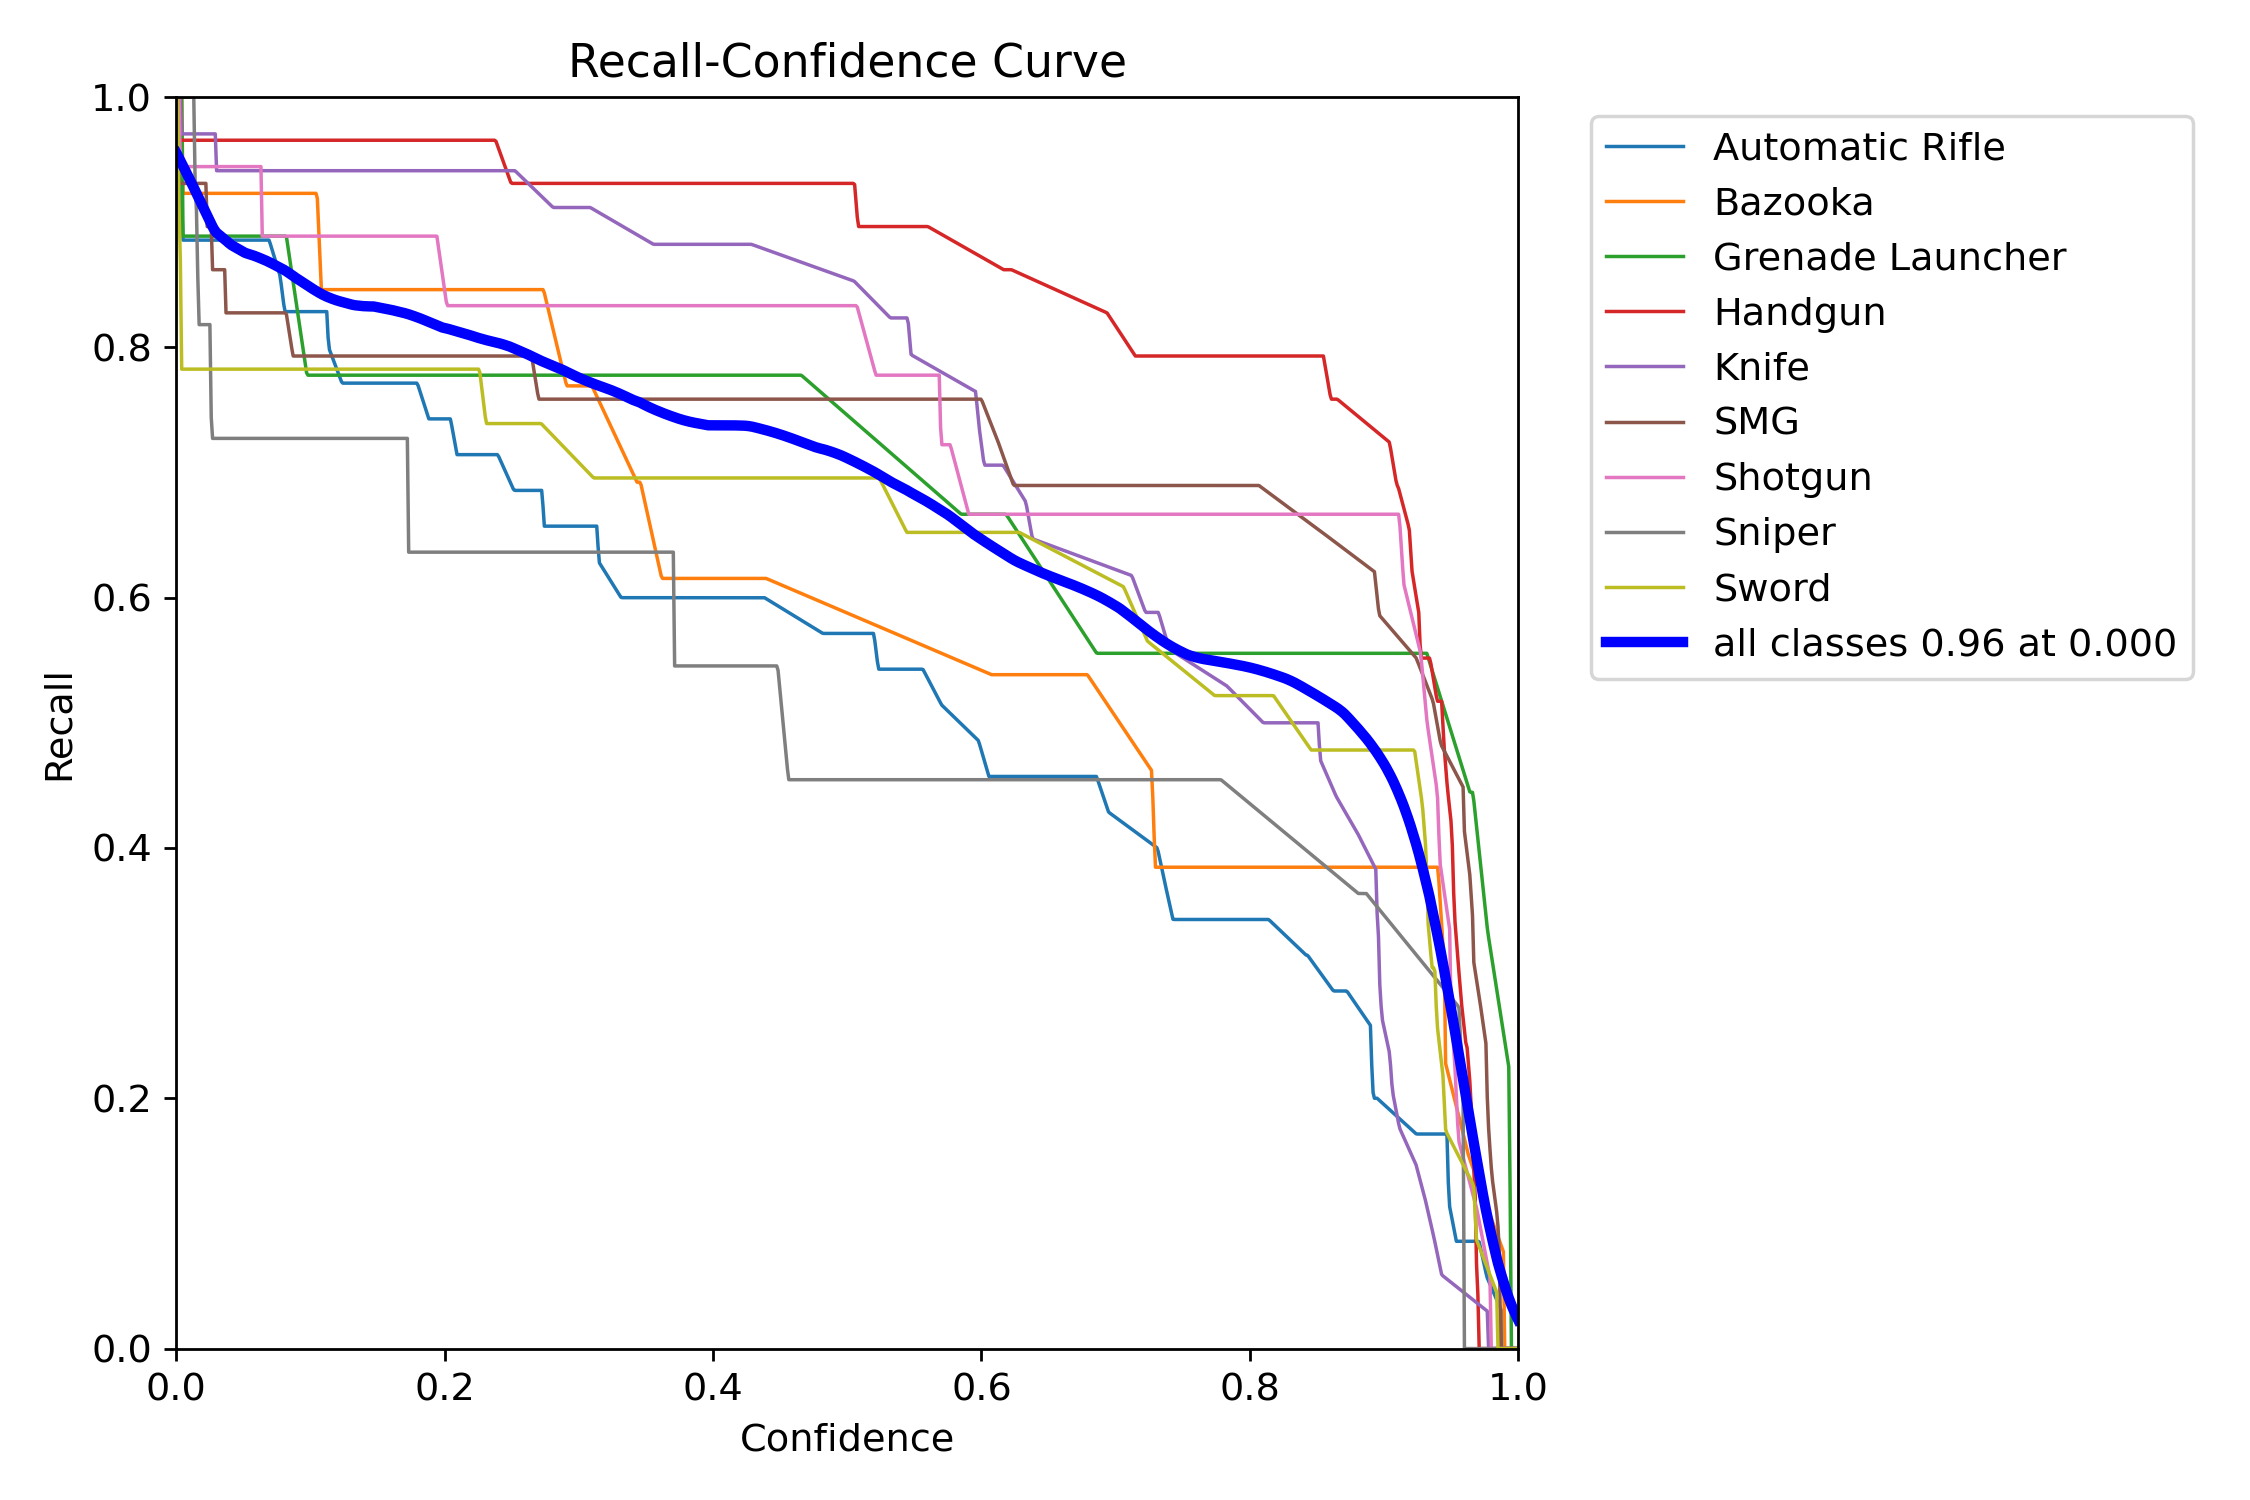 Recall-Confidence Curve
1.0
0.8
0.6
0.4
0.2
0.0
Recall
0.0 0.2 0.4 0.6 0.8 1.0
Confidence
Automatic Rifle
Bazooka
Grenade Launcher
Handgun
Knife
SMG
Shotgun
Sniper
Sword
all classes 0.96 at 0.000